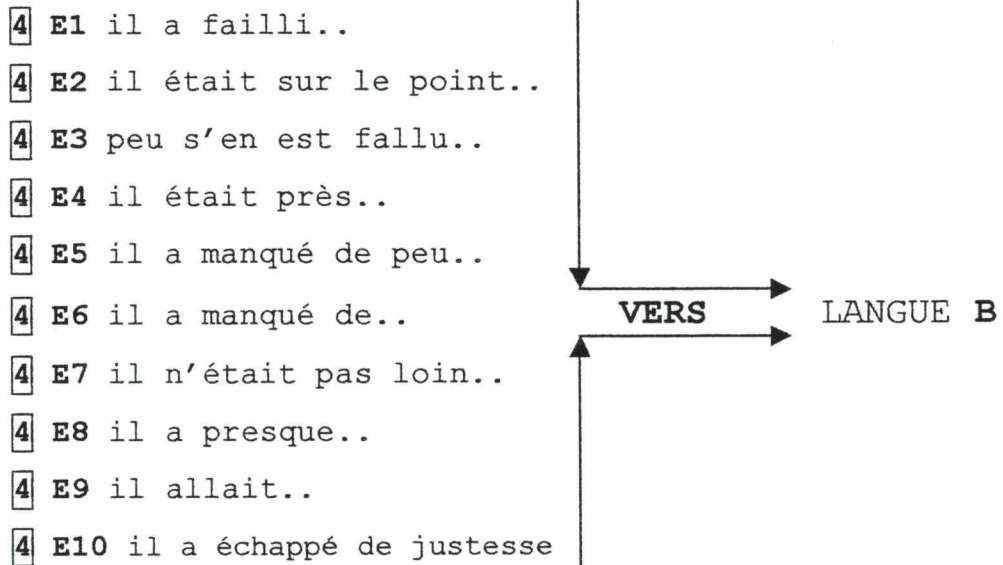 4 E1 il a failli..
4 E2 il était sur le point..
4 E3 peu s'en est fallu..
4 E4 il était près..
4 E5 il a manqué de peu..
4 E6 il a manqué de.. VERS LANGUE B
4 E7 il n'était pas loin..
4 E8 il a presque..
4 E9 il allait..
4 E10 il a échappé de justesse